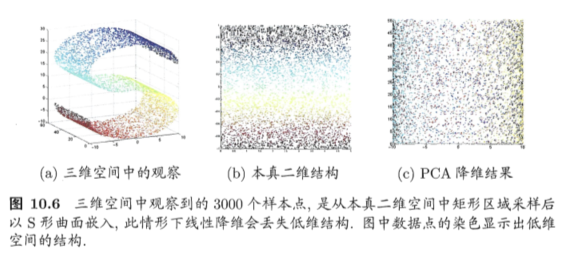 (a) 三维空间中的观察
(b) 本真二维结构
(c) PCA 降维结果
图 10.6 三维空间中观察到的 3000 个样本点, 是从本真二维空间中矩形区域采样后
以 S 形曲面嵌入, 此情形下线性降维会丢失低维结构. 图中数据点的染色显示出低维
空间的结构.